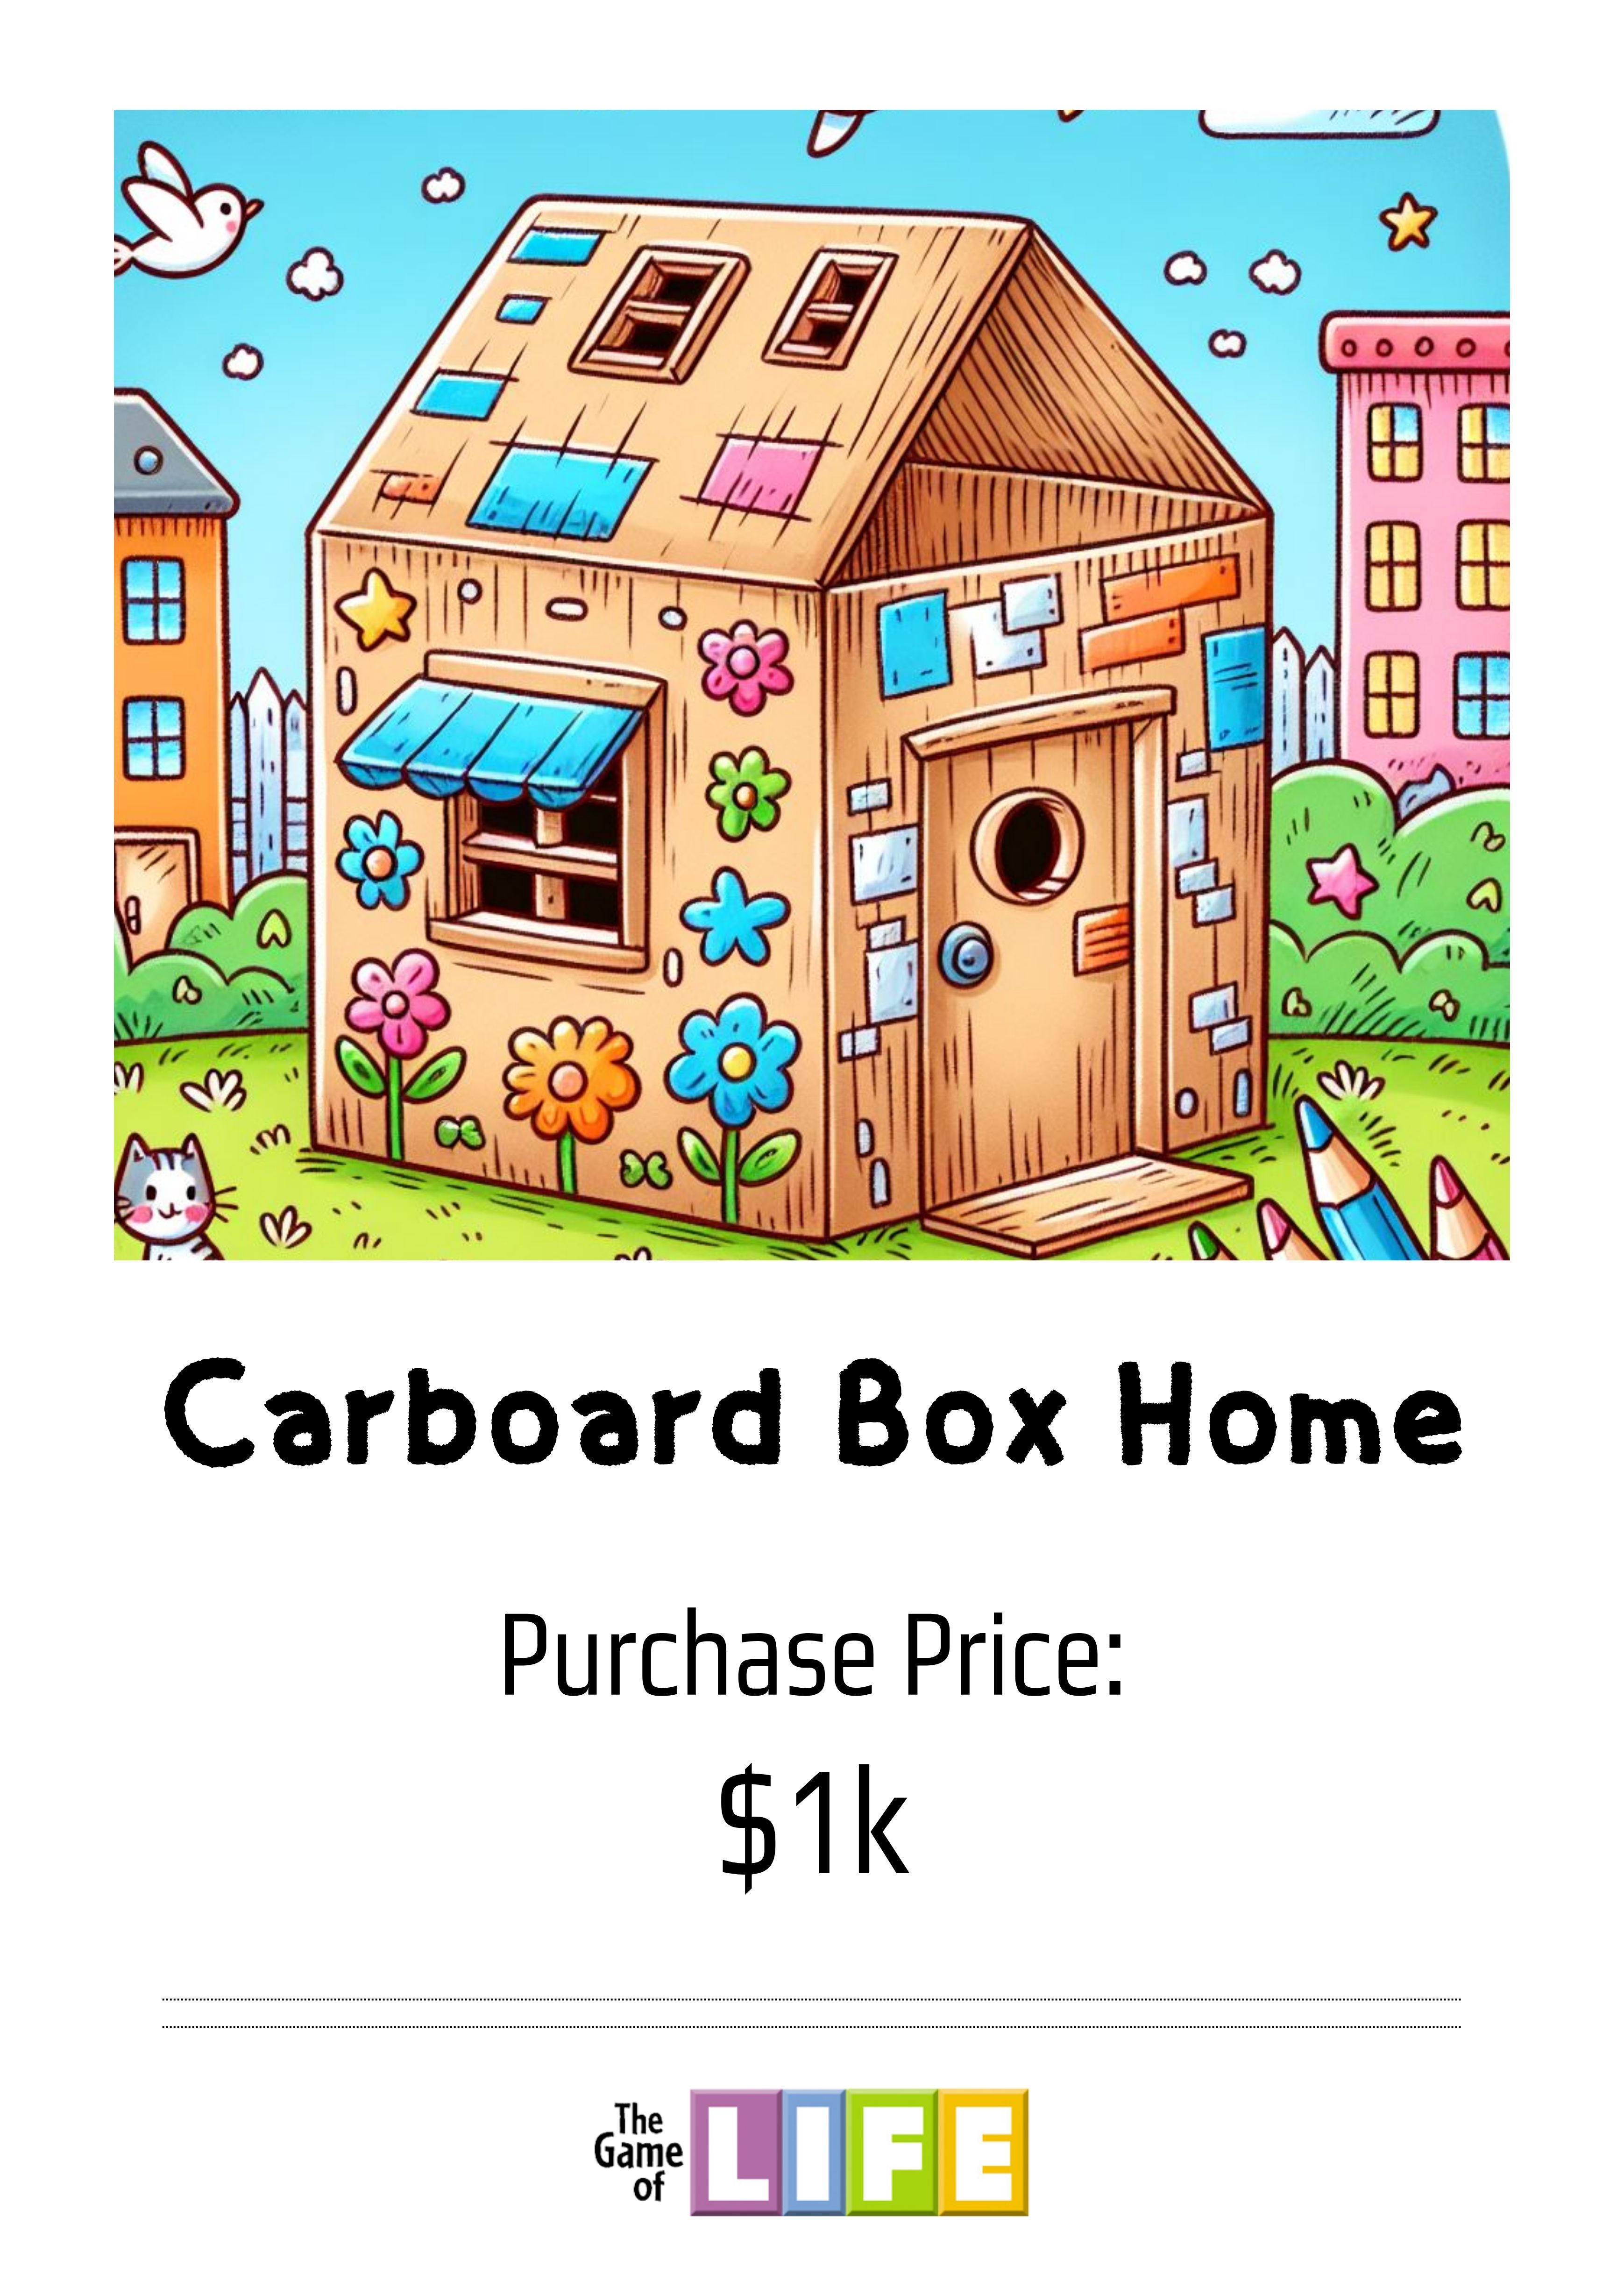 Carboard Box Home
Purchase Price:
$1k
The
Game
of
LIFE